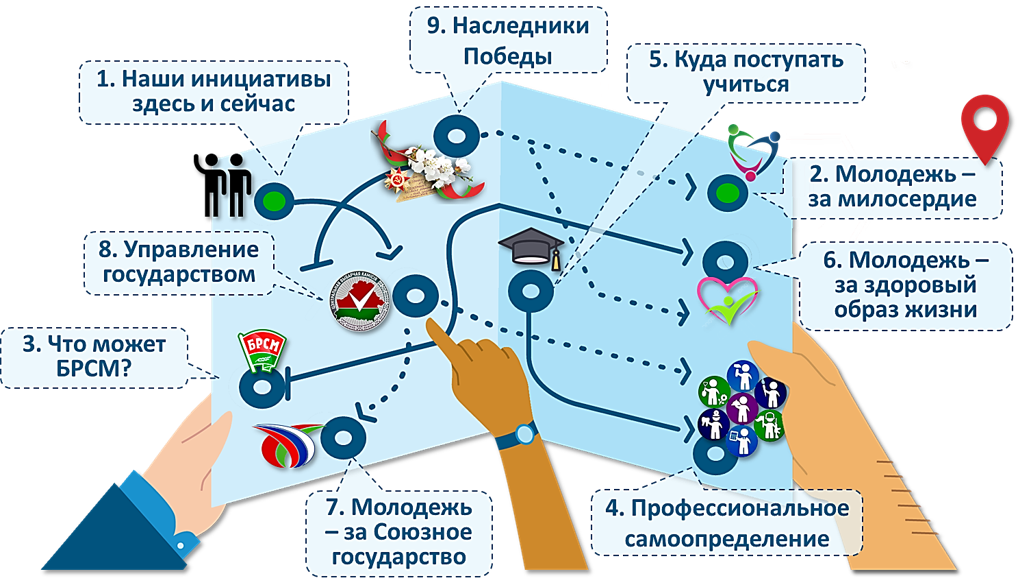 9. Наследники
Победы
1. Наши инициативы
здесь и сейчас
5. Куда поступать
учиться
2. Молодежь –
за милосердие
8. Управление
государством
6. Молодежь –
за здоровый
образ жизни
3. Что может
БРСМ?
БРСМ
7. Молодежь
– за Союзное
государство
4. Профессиональное
самоопределение